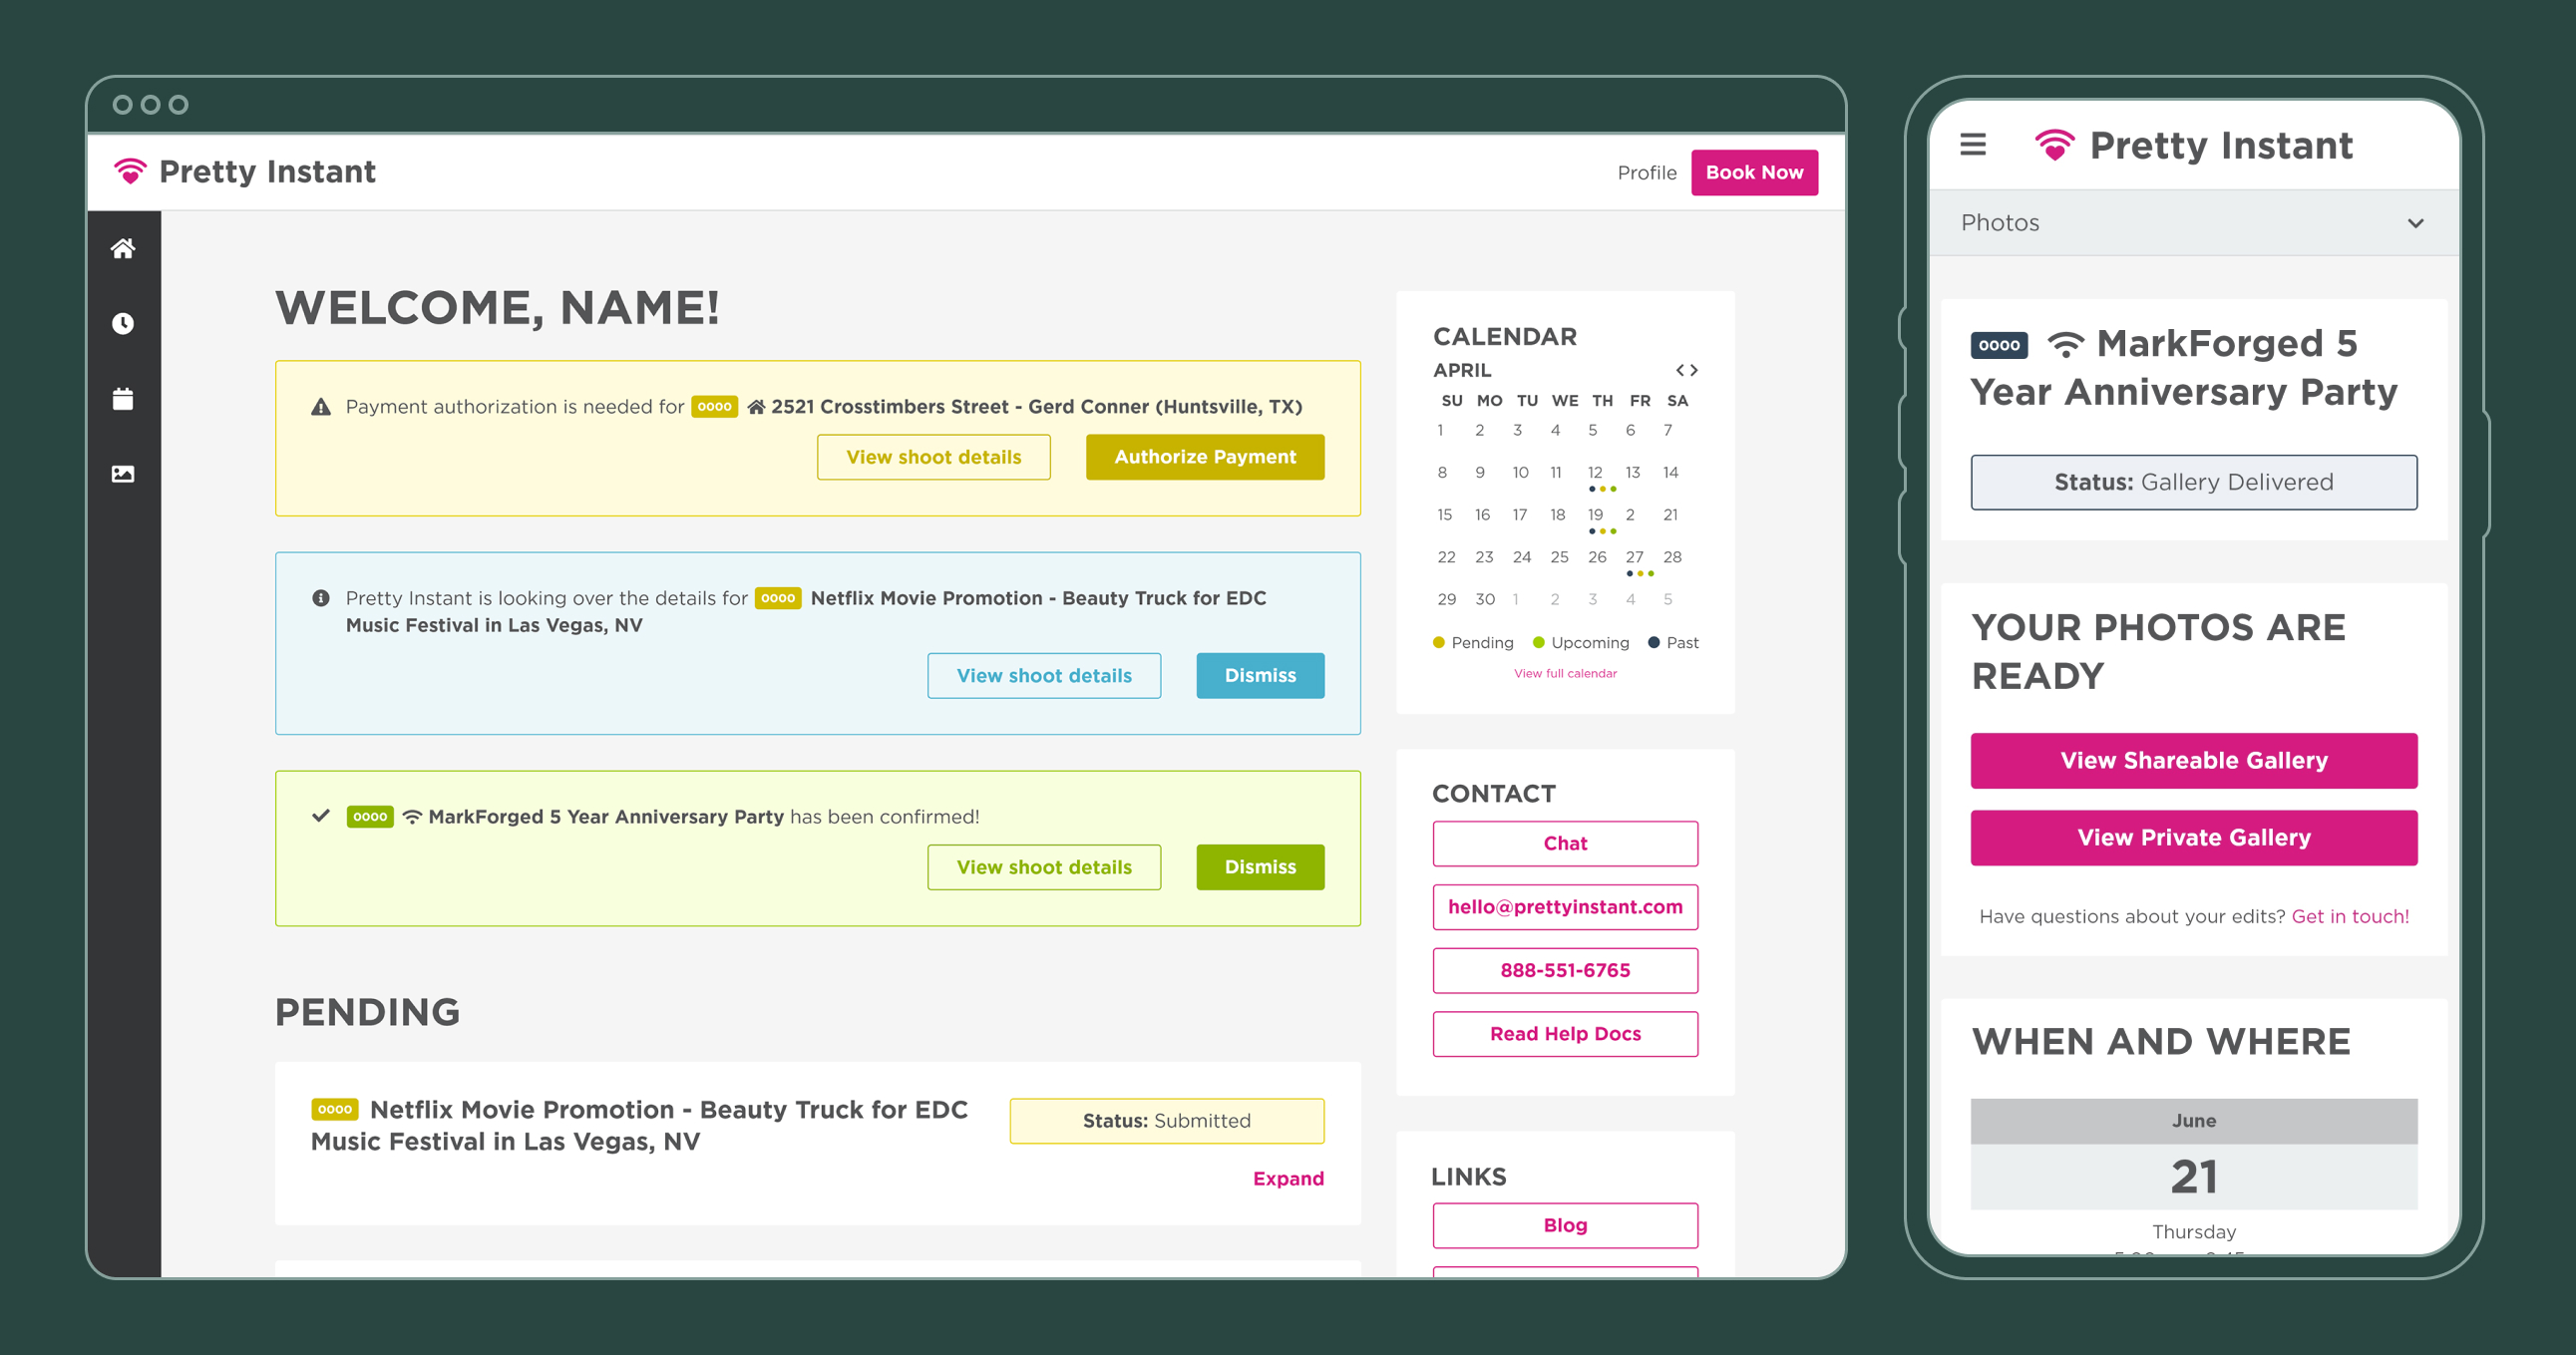 Pretty Instant
Profile
Book Now
WELCOME, NAME!
Payment authorization is needed for 0000 2521 Crosstimbers Street - Gerd Conner (Huntsville, TX)
View shoot details
Authorize Payment
Pretty Instant is looking over the details for 0000 Netflix Movie Promotion - Beauty Truck for EDC
Music Festival in Las Vegas, NV
View shoot details
Dismiss
0000 MarkForged 5 Year Anniversary Party has been confirmed!
View shoot details
Dismiss
PENDING
0000 Netflix Movie Promotion - Beauty Truck for EDC
Music Festival in Las Vegas, NV
Status: Submitted
Expand
CALENDAR
APRIL
SU MO TU WE TH FR SA
1 2 3 4 5 6 7
8 9 10 11 12 13 14
15 16 17 18 19 2 21
22 23 24 25 26 27 28
29 30 1 2 3 4 5
Pending Upcoming Past
View full calendar
CONTACT
Chat
hello@prettyinstant.com
888-551-6765
Read Help Docs
LINKS
Blog
Pretty Instant
Photos
0000 MarkForged 5
Year Anniversary Party
Status: Gallery Delivered
YOUR PHOTOS ARE
READY
View Shareable Gallery
View Private Gallery
Have questions about your edits? Get in touch!
WHEN AND WHERE
June
21
Thursday